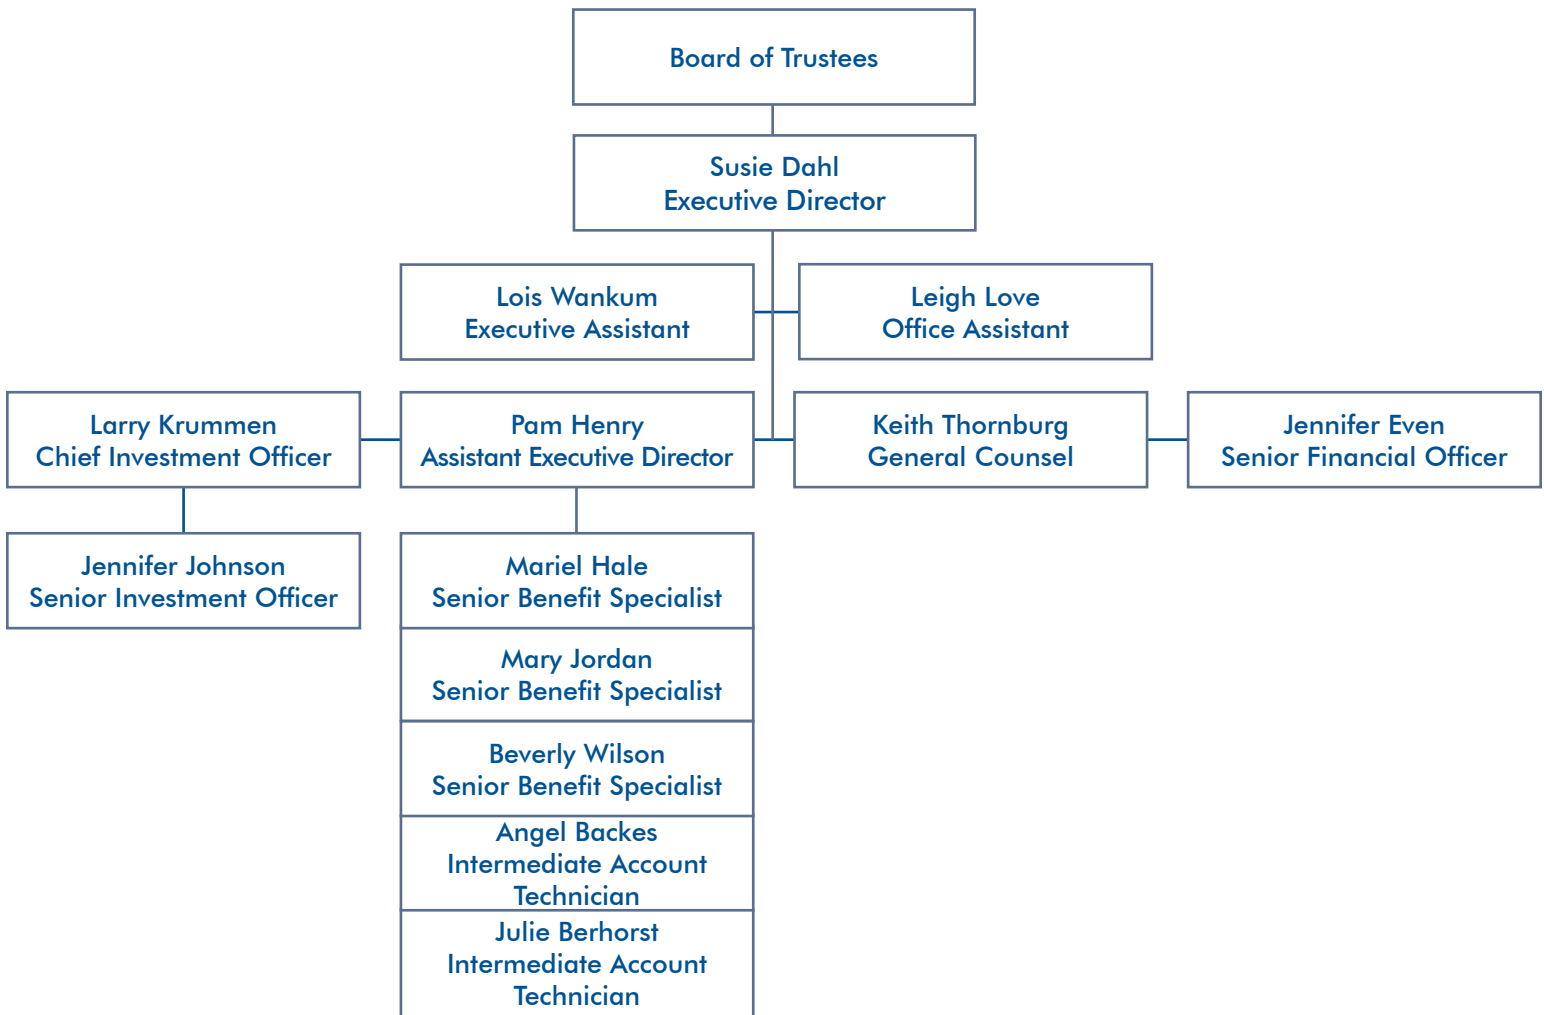 Board of Trustees
Susie Dahl
Executive Director
Lois Wankum
Executive Assistant
Leigh Love
Office Assistant
Larry Krummen
Chief Investment Officer
Pam Henry
Assistant Executive Director
Keith Thornburg
General Counsel
Jennifer Even
Senior Financial Officer
Jennifer Johnson
Senior Investment Officer
Mariel Hale
Senior Benefit Specialist
Mary Jordan
Senior Benefit Specialist
Beverly Wilson
Senior Benefit Specialist
Angel Backes
Intermediate Account
Technician
Julie Berhorst
Intermediate Account
Technician